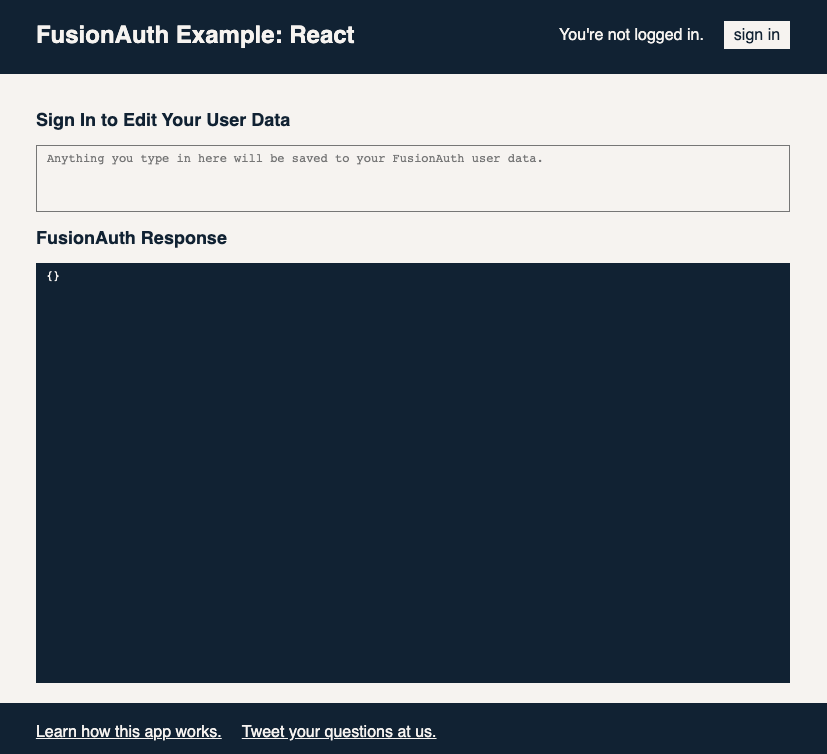 FusionAuth Example: React
You're not logged in. sign in
Sign In to Edit Your User Data
Anything you type in here will be saved to your FusionAuth user data.
FusionAuth Response
{}
Learn how this app works. Tweet your questions at us.